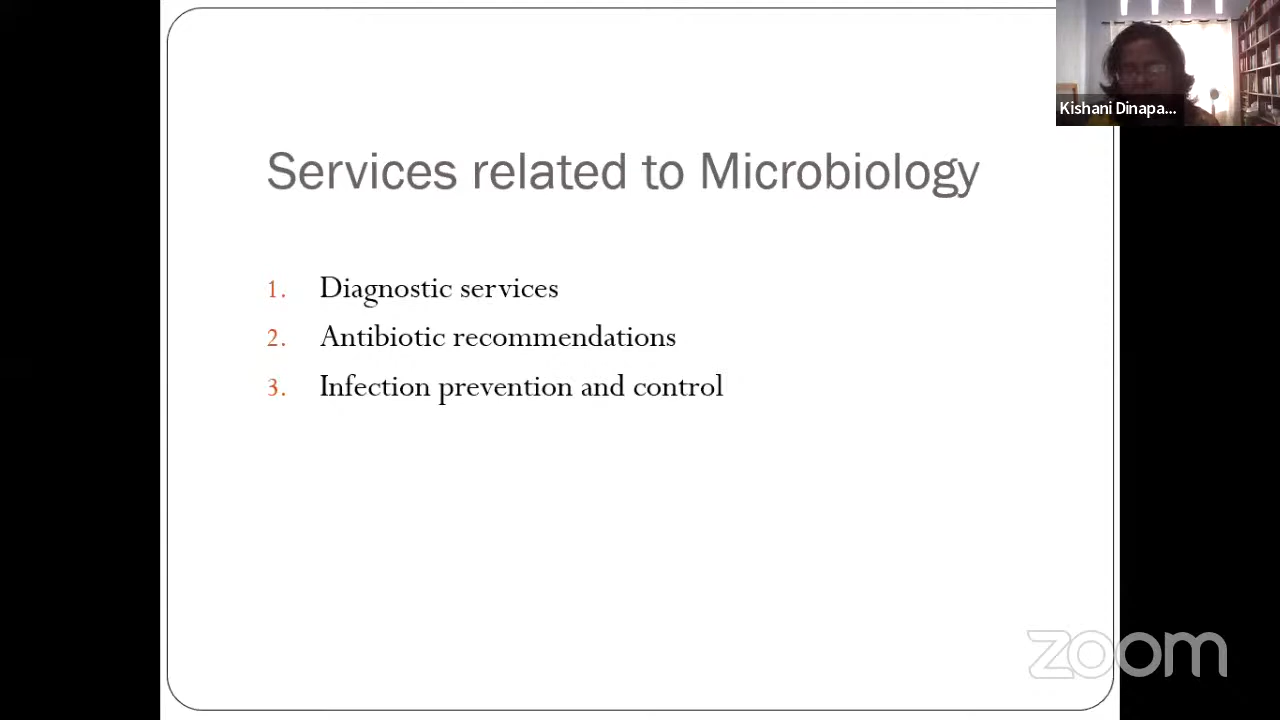 Kishani Dinapa...
Services related to Microbiology
1. Diagnostic services
2. Antibiotic recommendations
3. Infection prevention and control
zoom